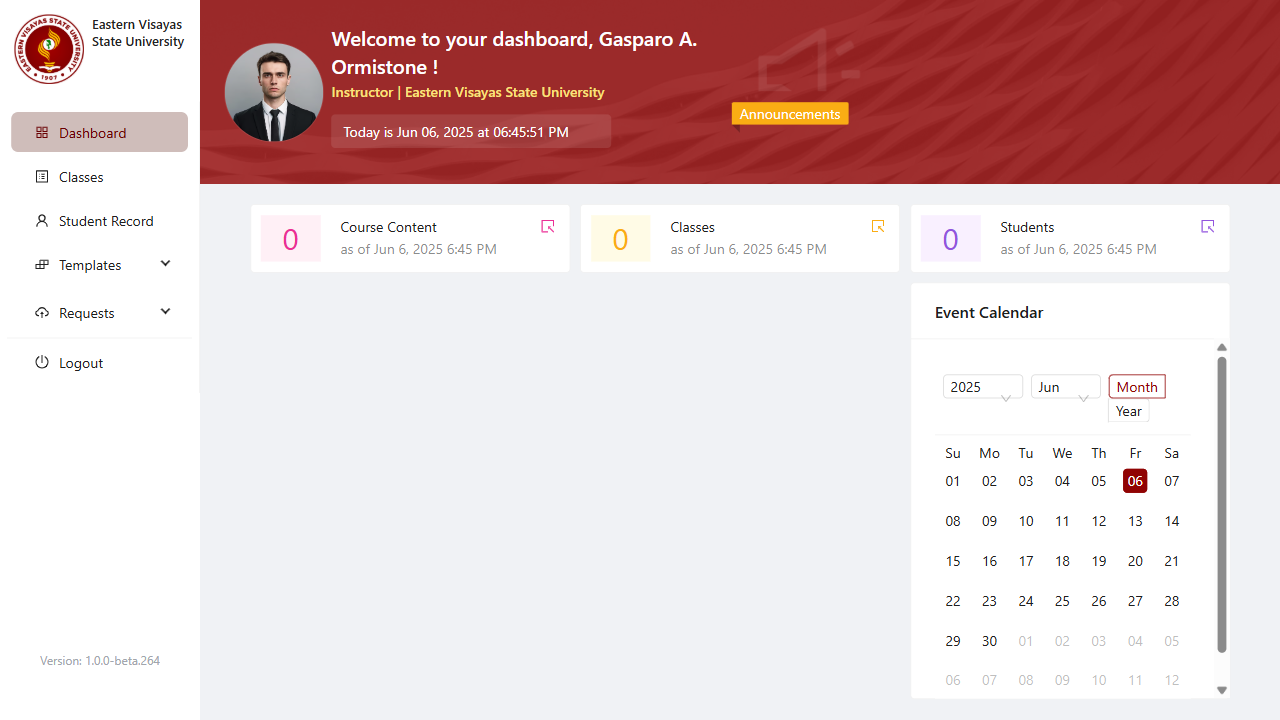 EASTERN VISAYAS STATE UNIVERSITY
1907
Eastern Visayas
State University
Dashboard
Classes
Student Record
Templates
Requests
Logout
Version: 1.0.0-beta.264
Welcome to your dashboard, Gasparo A.
Ormistone !
Instructor | Eastern Visayas State University
Today is Jun 06, 2025 at 06:45:51 PM
Announcements
0
Course Content
as of Jun 6, 2025 6:45 PM
0
Classes
as of Jun 6, 2025 6:45 PM
0
Students
as of Jun 6, 2025 6:45 PM
Event Calendar
2025 Jun Month
Year
Su Mo Tu We Th Fr Sa
01 02 03 04 05 06 07
08 09 10 11 12 13 14
15 16 17 18 19 20 21
22 23 24 25 26 27 28
29 30 01 02 03 04 05
06 07 08 09 10 11 12